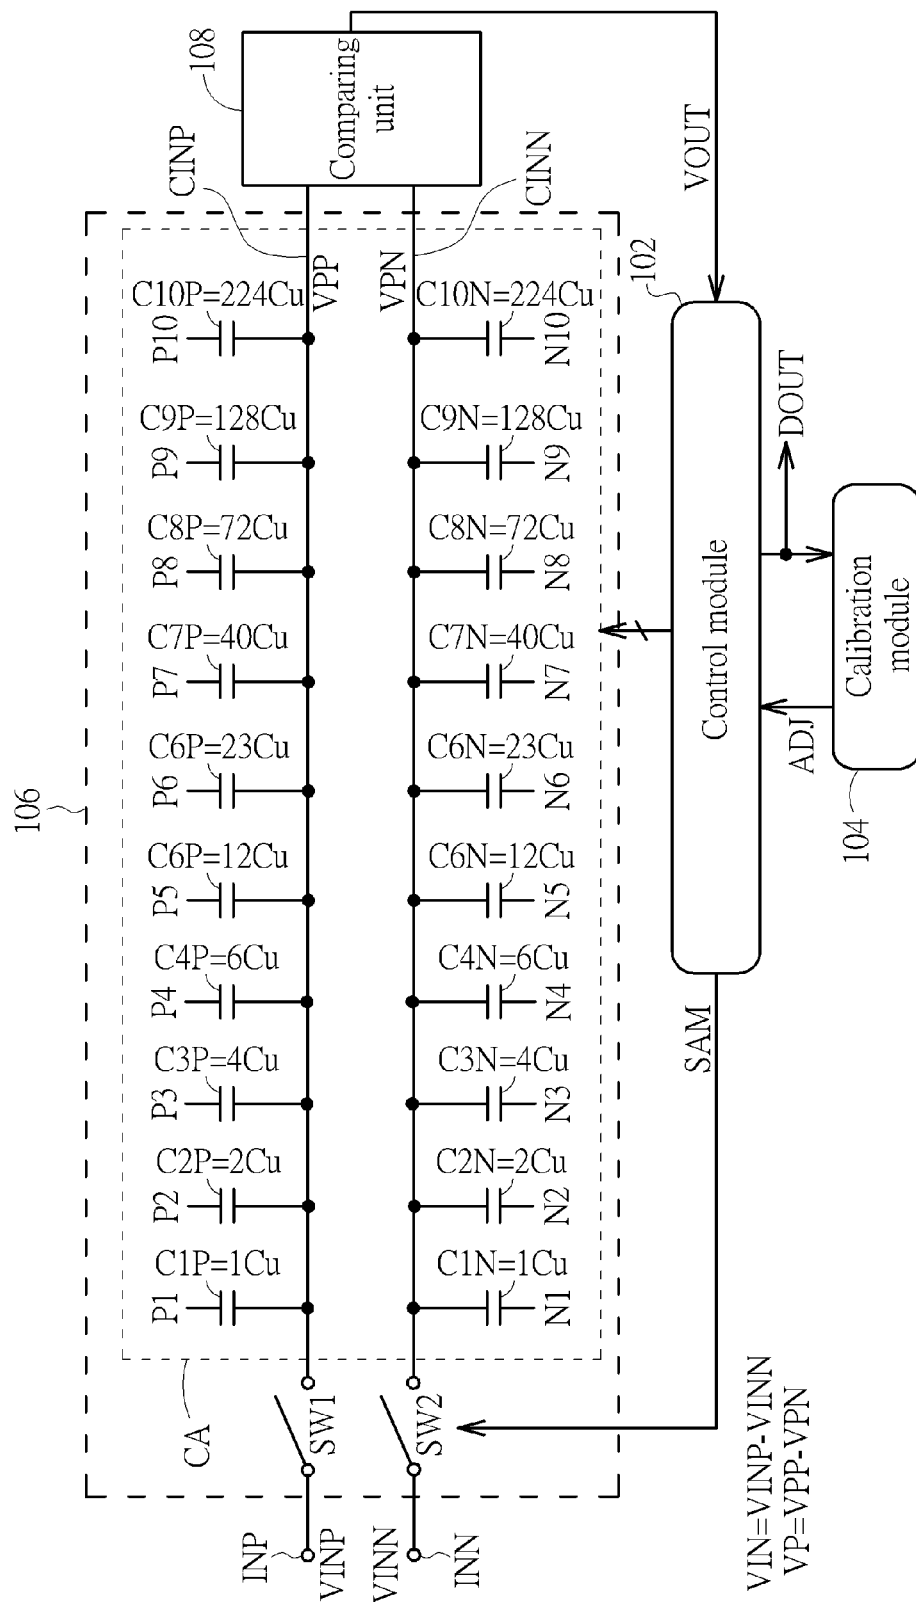 106
CA
INP
VINP
VINN
INN
SW1
SW2
P1
C1P=1Cu
P2
C2P=2Cu
P3
C3P=4Cu
P4
C4P=6Cu
P5
C6P=12Cu
P6
C6P=23Cu
P7
C7P=40Cu
P8
C8P=72Cu
P9
C9P=128Cu
P10
C10P=224Cu
VPP
CINP
VPN
CINN
C1N=1Cu
N1
C2N=2Cu
N2
C3N=4Cu
N3
C4N=6Cu
N4
C6N=12Cu
N5
C6N=23Cu
N6
C7N=40Cu
N7
C8N=72Cu
N8
C9N=128Cu
N9
C10N=224Cu
N10
108
Comparing
unit
SAM
Control module
102
VOUT
ADJ
DOUT
Calibration
module
104
VIN=VINP-VINN
VP=VPP-VPN